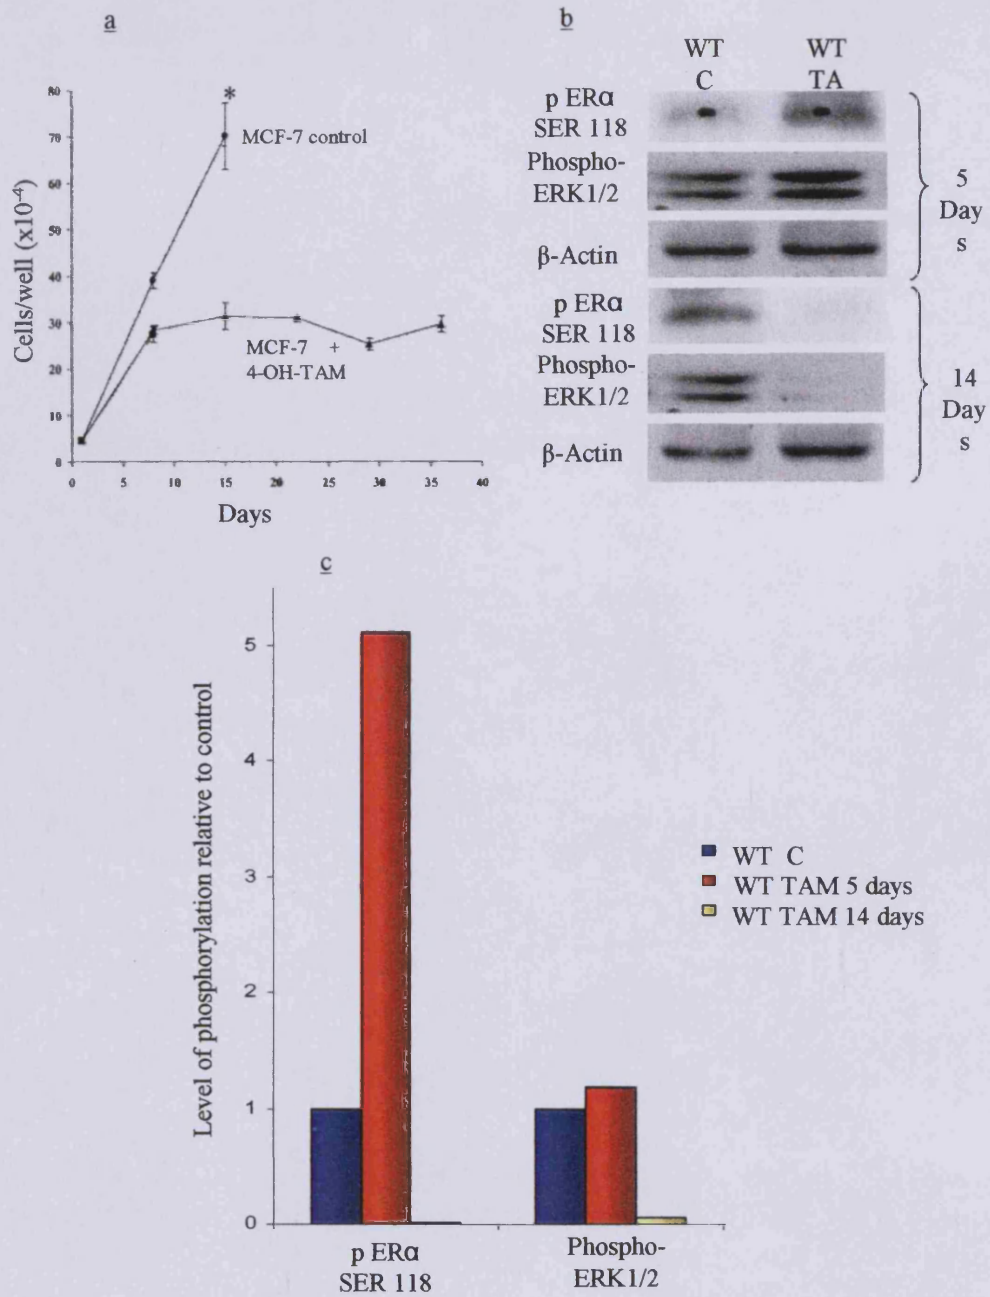 a
80
70
60
50
40
30
20
10
0
Cells/well (x10-4)
*
MCF-7 control
MCF-7 +
4-OH-TAM
0 5 10 15 20 25 30 35 40
Days
b
WT
C
WT
TA
p ERα
SER 118
Phospho-
ERK1/2
β-Actin
5
Day
s
p ERα
SER 118
Phospho-
ERK1/2
β-Actin
14
Day
s
c
Level of phosphorylation relative to control
5
4
3
2
1
0
p ERα
SER 118
Phospho-
ERK1/2
WT C
WT TAM 5 days
WT TAM 14 days